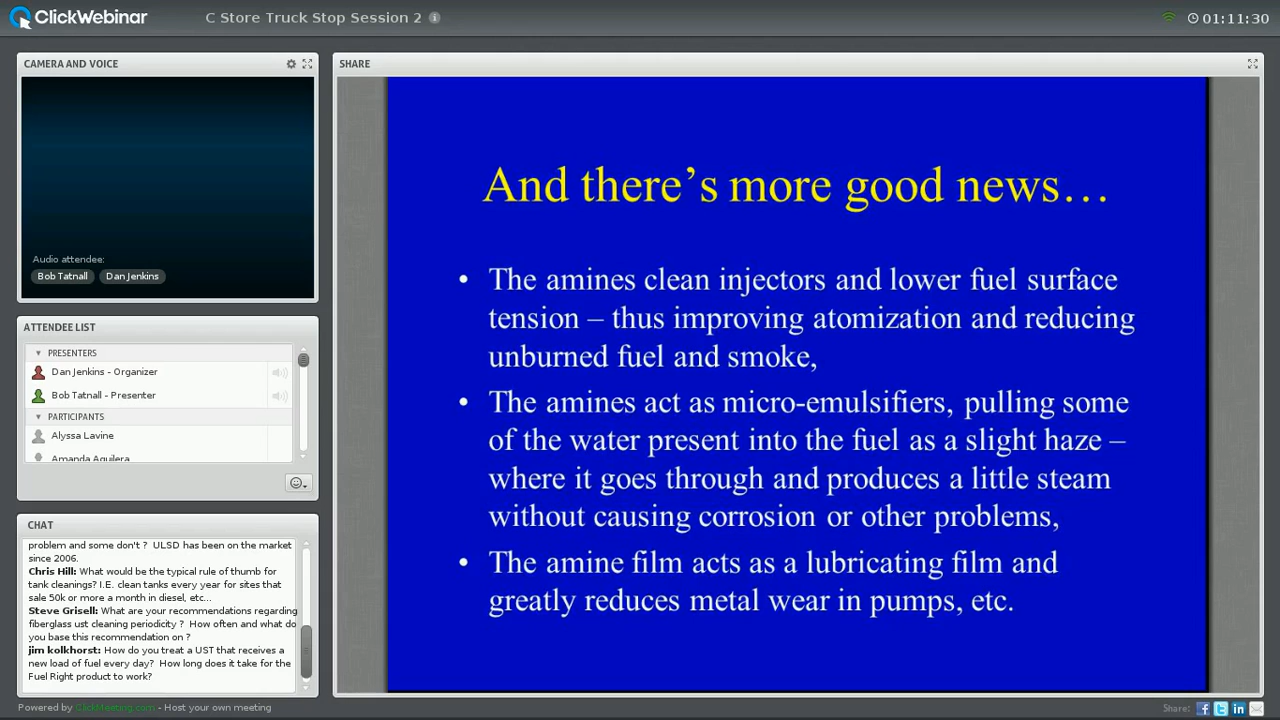 ClickWebinar
C Store Truck Stop Session 2
01:11:30
CAMERA AND VOICE
Audio attendee:
Bob Tatnall Dan Jenkins
ATTENDEE LIST
PRESENTERS
Dan Jenkins - Organizer
Bob Tatnall - Presenter
PARTICIPANTS
Alyssa Lavine
Amanda Aguilera
CHAT
problem and some don't ? ULSD has been on the market
since 2006.
Chris Hill: What would be the typical rule of thumb for
tank cleanings? I.E. clean tanks every year for sites that
sale 50k or more a month in diesel, etc...
Steve Grisell: What are your recommendations regarding
fiberglass ust cleaning periodicity ? How often and what do
you base this recommendation on ?
jim kolkhorst: How do you treat a UST that receives a
new load of fuel every day? How long does it take for the
Fuel Right product to work?
SHARE
And there’s more good news…
• The amines clean injectors and lower fuel surface
tension – thus improving atomization and reducing
unburned fuel and smoke,
• The amines act as micro-emulsifiers, pulling some
of the water present into the fuel as a slight haze –
where it goes through and produces a little steam
without causing corrosion or other problems,
• The amine film acts as a lubricating film and
greatly reduces metal wear in pumps, etc.
Powered by ClickMeeting.com - Host your own meeting
Share: